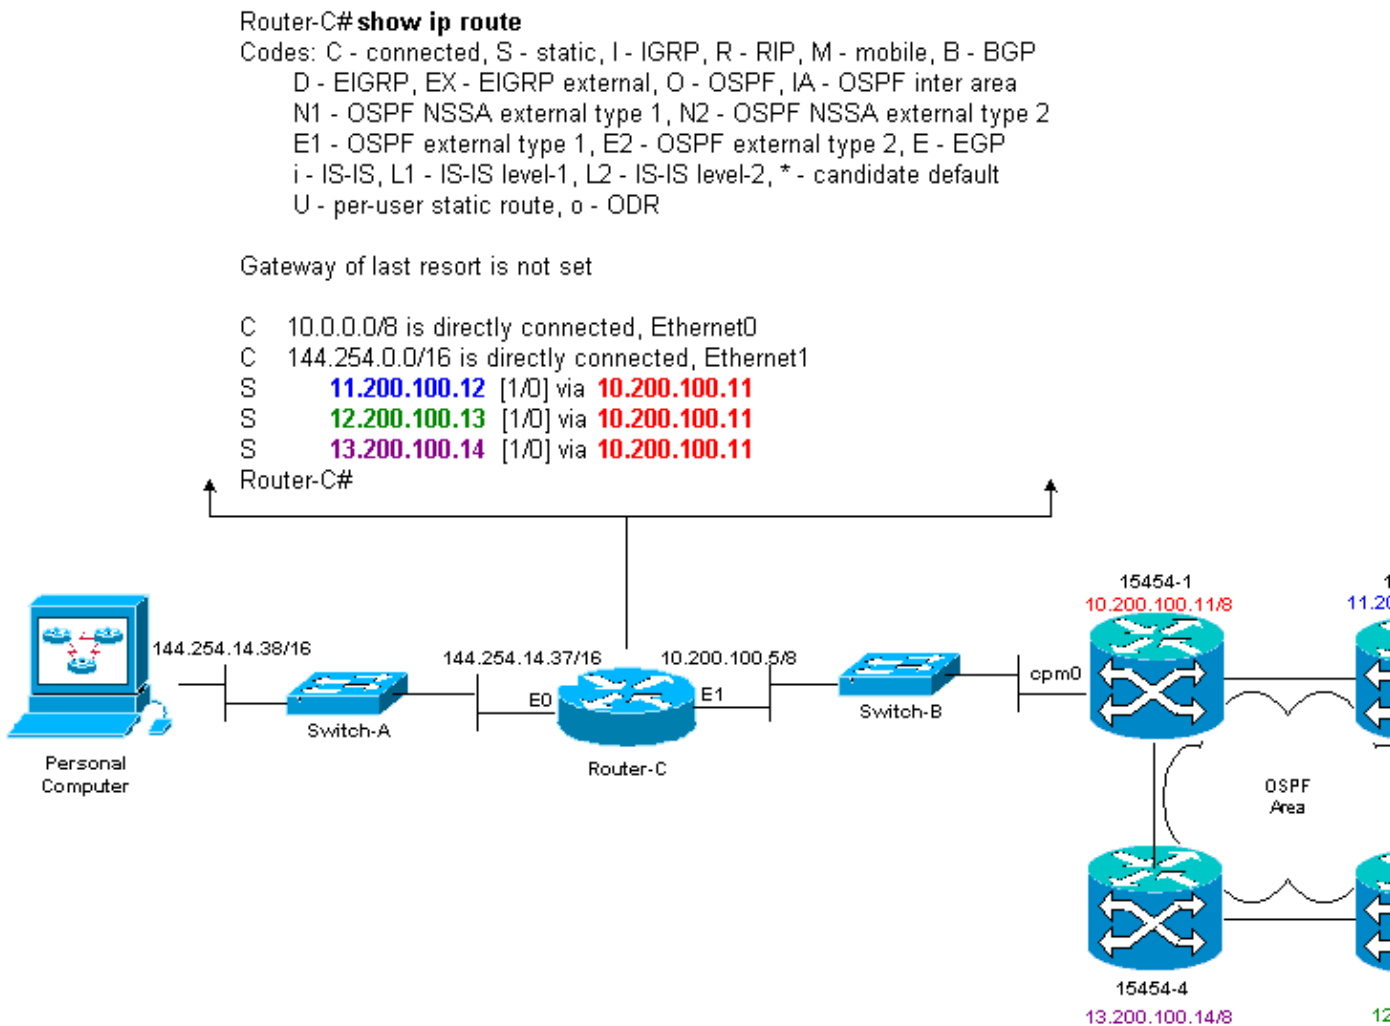 Router-C# show ip route
Codes: C - connected, S - static, I - IGRP, R - RIP, M - mobile, B - BGP
D - EIGRP, EX - EIGRP external, O - OSPF, IA - OSPF inter area
N1 - OSPF NSSA external type 1, N2 - OSPF NSSA external type 2
E1 - OSPF external type 1, E2 - OSPF external type 2, E - EGP
i - IS-IS, L1 - IS-IS level-1, L2 - IS-IS level-2, * - candidate default
U - per-user static route, o - ODR
Gateway of last resort is not set
C 10.0.0.0/8 is directly connected, Ethernet0
C 144.254.0.0/16 is directly connected, Ethernet1
S 11.200.100.12 [1/0] via 10.200.100.11
S 12.200.100.13 [1/0] via 10.200.100.11
S 13.200.100.14 [1/0] via 10.200.100.11
Router-C#
15454-1
10.200.100.11/8
144.254.14.38/16
144.254.14.37/16
10.200.100.5/8
cpm0
E0
E1
Switch-A
Switch-B
Personal
Computer
Router-C
OSPF
Area
15454-4
13.200.100.14/8